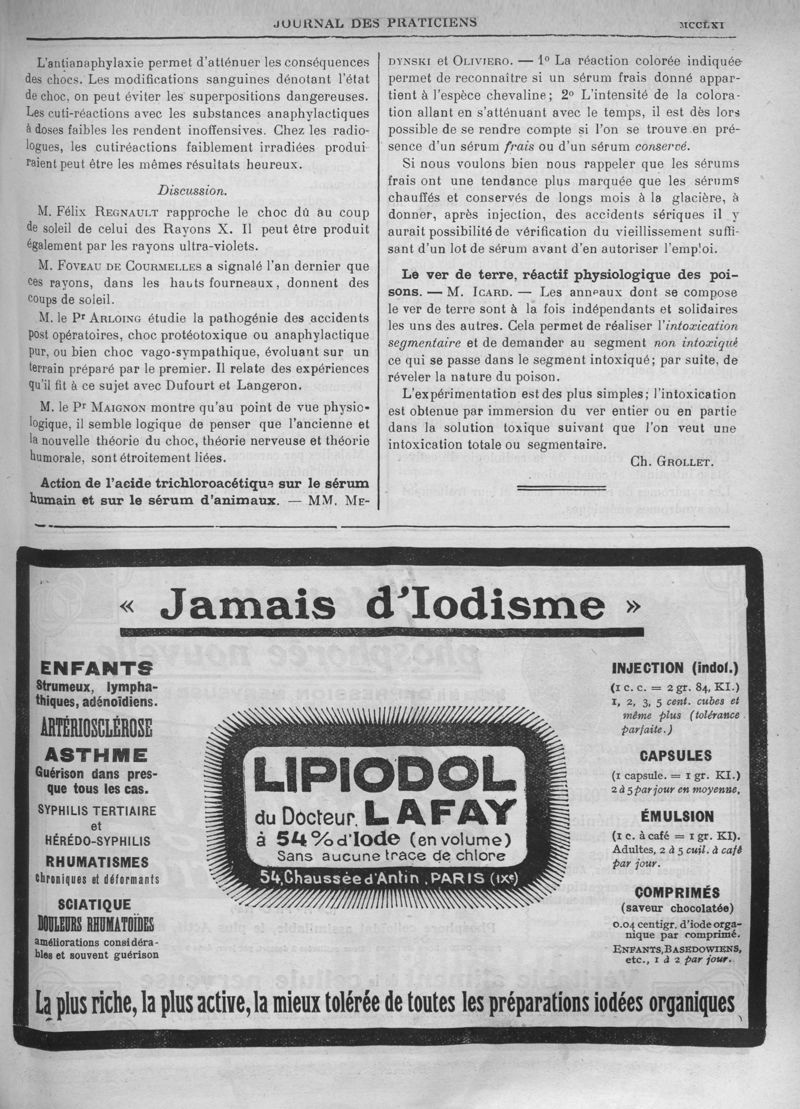 JOURNAL DES PRATICIENS
MCCLXI
L'antianaphylaxie permet d'atténuer les conséquences
des chocs. Les modifications sanguines dénotant l'état
de choc, on peut éviter les superpositions dangereuses.
Les cuti-réactions avec les substances anaphylactiques
à doses faibles les rendent inoffensives. Chez les radio-
logues, les cutiréactions faiblement irradiées produi
raient peut être les mêmes résultats heureux.
Discussion.
M. Félix REGNAULT rapproche le choc dû au coup
de soleil de celui des Rayons X. Il peut être produit
également par les rayons ultra-violets.
M. FOVEAU DE COURMELLES a signalé l'an dernier que
ces rayons, dans les hauts fourneaux, donnent des
coups de soleil.
M. le Pr ARLOING étudie la pathogénie des accidents
post opératoires, choc protéotoxique ou anaphylactique
pur, ou bien choc vago-sympathique, évoluant sur un
terrain préparé par le premier. Il relate des expériences
qu'il fit à ce sujet avec Dufourt et Langeron.
M. le Pr MAIGNON montre qu'au point de vue physio-
logique, il semble logique de penser que l'ancienne et
la nouvelle théorie du choc, théorie nerveuse et théorie
humorale, sont étroitement liées.
Action de l'acide trichloroacétique sur le sérum
humain et sur le sérum d'animaux. — MM. ME-
DYNSKI et OLIVIERO. — 1º La réaction colorée indiquée
permet de reconnaître si un sérum frais donné appar-
tient à l'espèce chevaline ; 2º L'intensité de la colora-
tion allant en s'atténuant avec le temps, il est dès lors
possible de se rendre compte si l'on se trouve en pré-
sence d'un sérum frais ou d'un sérum conservé.
Si nous voulons bien nous rappeler que les sérums
frais ont une tendance plus marquée que les sérums
chauffés et conservés de longs mois à la glacière, à
donner, après injection, des accidents sériques il y
aurait possibilité de vérification du vieillissement suffi-
sant d'un lot de sérum avant d'en autoriser l'emploi.
Le ver de terre, réactif physiologique des poi-
sons. — M. ICARD. — Les anneaux dont se compose
le ver de terre sont à la fois indépendants et solidaires
les uns des autres. Cela permet de réaliser l'intoxication
segmentaire et de demander au segment non intoxiqué
ce qui se passe dans le segment intoxiqué ; par suite, de
révéler la nature du poison.
L'expérimentation est des plus simples ; l'intoxication
est obtenue par immersion du ver entier ou en partie
dans la solution toxique suivant que l'on veut une
intoxication totale ou segmentaire.
Ch. GROLLET.
« Jamais d'Iodisme »
ENFANTS
Strumeux, lympha-
thiques, adénoïdiens.
ARTÉRIOSCLÉROSE
ASTHME
Guérison dans pres-
que tous les cas.
SYPHILIS TERTIAIRE
et
HÉRÉDO-SYPHILIS
RHUMATISMES
Chroniques et déformants
SCIATIQUE
DOULEURS RHUMATOÏDES
améliorations considéra-
bles et souvent guérison
LIPIODOL
du Docteur. LAFAY
à 54% d'Iode (en volume)
Sans aucune trace de chlore
54, Chaussée d'Antin, PARIS (IXe)
INJECTION (indol.)
(1 c. c. = 2 gr. 84, KI.)
1, 2, 3, 5 cent. cubes et
même plus (tolérance
parfaite.)
CAPSULES
(1 capsule. = 1 gr. KI.)
2 à 5 par jour en moyenne.
ÉMULSION
(1 c. à café = 1 gr. KI).
Adultes, 2 à 5 cuil. à café
par jour.
COMPRIMÉS
(saveur chocolatée)
0.04 centigr. d'iode orga-
nique par comprimé.
ENFANTS, BASEDOWIENS,
etc., 1 à 2 par jour.
La plus riche, la plus active, la mieux tolérée de toutes les préparations iodées organiques